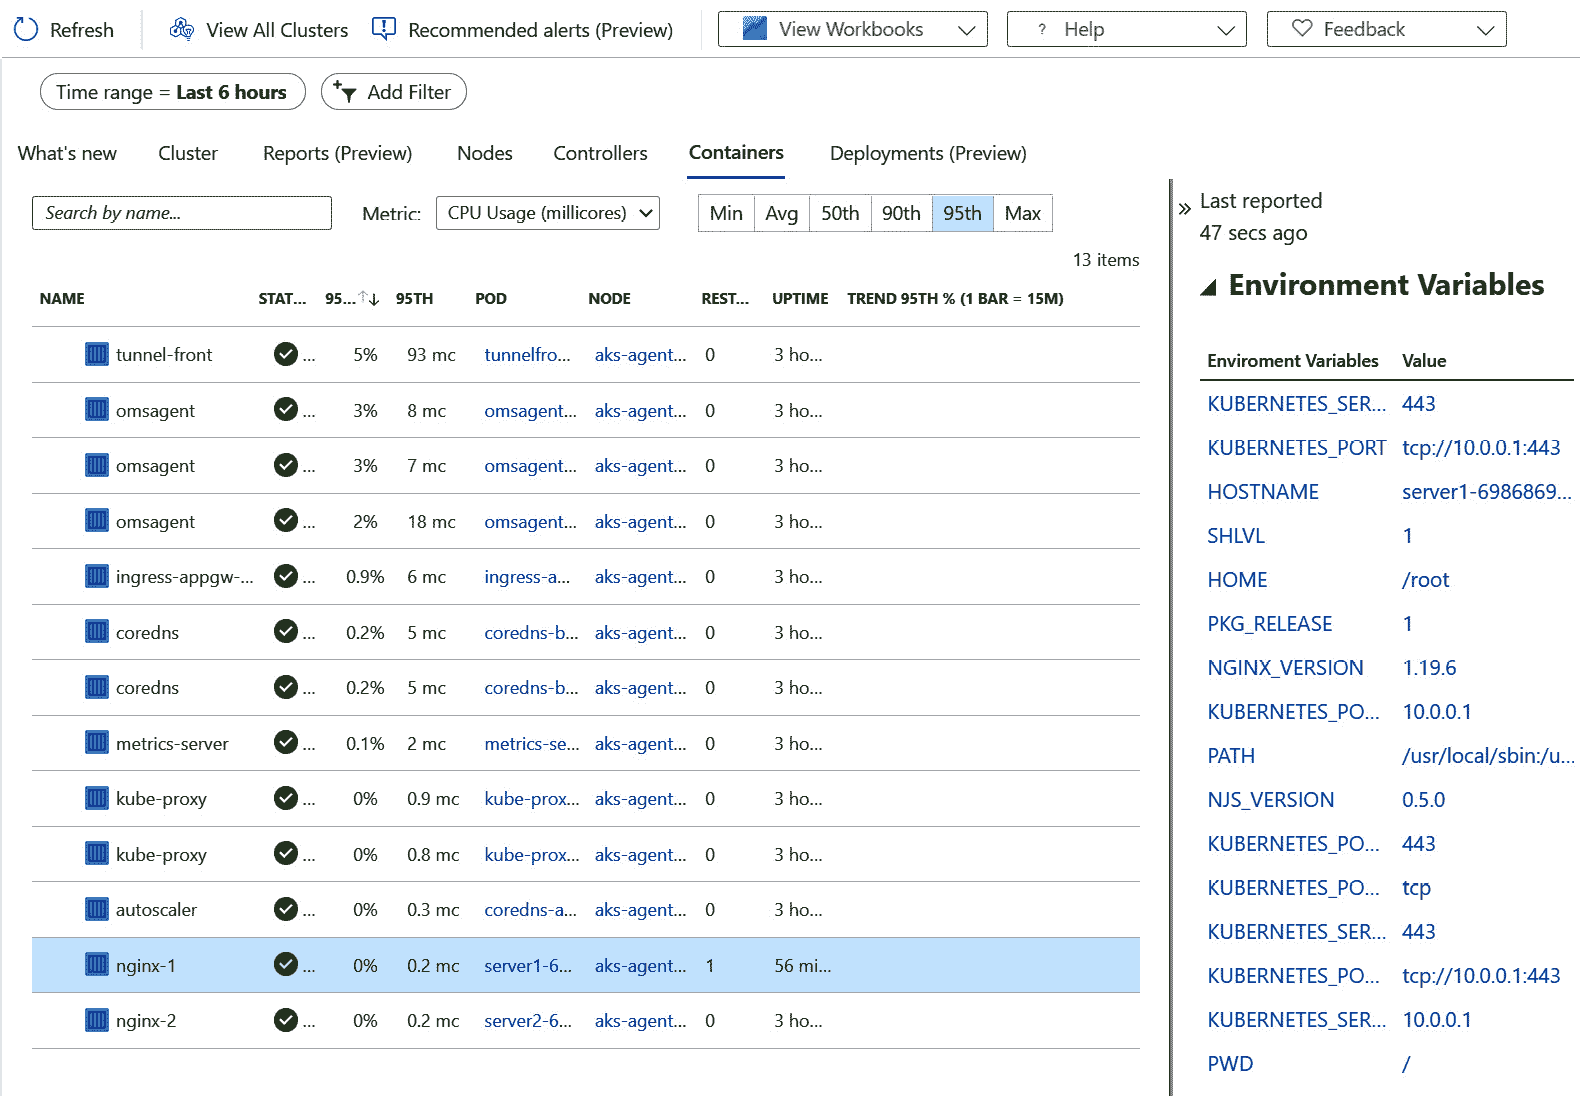 Refresh View All Clusters Recommended alerts (Preview) View Workbooks ? Help Feedback
Time range = Last 6 hours Add Filter
What's new Cluster Reports (Preview) Nodes Controllers Containers Deployments (Preview)
Search by name... Metric: CPU Usage (millicores) Min Avg 50th 90th 95th Max
13 items
NAME STAT... 95... 95TH POD NODE REST... UPTIME TREND 95TH % (1 BAR = 15M)
tunnel-front ... 5% 93 mc tunnelfro... aks-agent... 0 3 ho...
omsagent ... 3% 8 mc omsagent... aks-agent... 0 3 ho...
omsagent ... 3% 7 mc omsagent... aks-agent... 0 3 ho...
omsagent ... 2% 18 mc omsagent... aks-agent... 0 3 ho...
ingress-appgw-... ... 0.9% 6 mc ingress-a... aks-agent... 0 3 ho...
coredns ... 0.2% 5 mc coredns-b... aks-agent... 0 3 ho...
coredns ... 0.2% 5 mc coredns-b... aks-agent... 0 3 ho...
metrics-server ... 0.1% 2 mc metrics-se... aks-agent... 0 3 ho...
kube-proxy ... 0% 0.9 mc kube-prox... aks-agent... 0 3 ho...
kube-proxy ... 0% 0.8 mc kube-prox... aks-agent... 0 3 ho...
autoscaler ... 0% 0.3 mc coredns-a... aks-agent... 0 3 ho...
nginx-1 ... 0% 0.2 mc server1-6... aks-agent... 1 56 mi...
nginx-2 ... 0% 0.2 mc server2-6... aks-agent... 0 3 ho...
Last reported
47 secs ago
Environment Variables
Enviroment Variables Value
KUBERNETES_SER... 443
KUBERNETES_PORT tcp://10.0.0.1:443
HOSTNAME server1-6986869...
SHLVL 1
HOME /root
PKG_RELEASE 1
NGINX_VERSION 1.19.6
KUBERNETES_PO... 10.0.0.1
PATH /usr/local/sbin:/u...
NJS_VERSION 0.5.0
KUBERNETES_PO... 443
KUBERNETES_PO... tcp
KUBERNETES_SER... 443
KUBERNETES_PO... tcp://10.0.0.1:443
KUBERNETES_SER... 10.0.0.1
PWD /